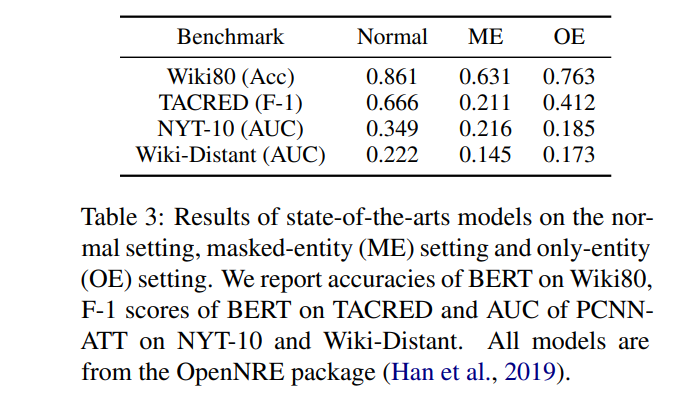 Benchmark Normal ME OE
Wiki80 (Acc) 0.861 0.631 0.763
TACRED (F-1) 0.666 0.211 0.412
NYT-10 (AUC) 0.349 0.216 0.185
Wiki-Distant (AUC) 0.222 0.145 0.173
Table 3: Results of state-of-the-arts models on the nor-
mal setting, masked-entity (ME) setting and only-entity
(OE) setting. We report accuracies of BERT on Wiki80,
F-1 scores of BERT on TACRED and AUC of PCNN-
ATT on NYT-10 and Wiki-Distant. All models are
from the OpenNRE package (Han et al., 2019).